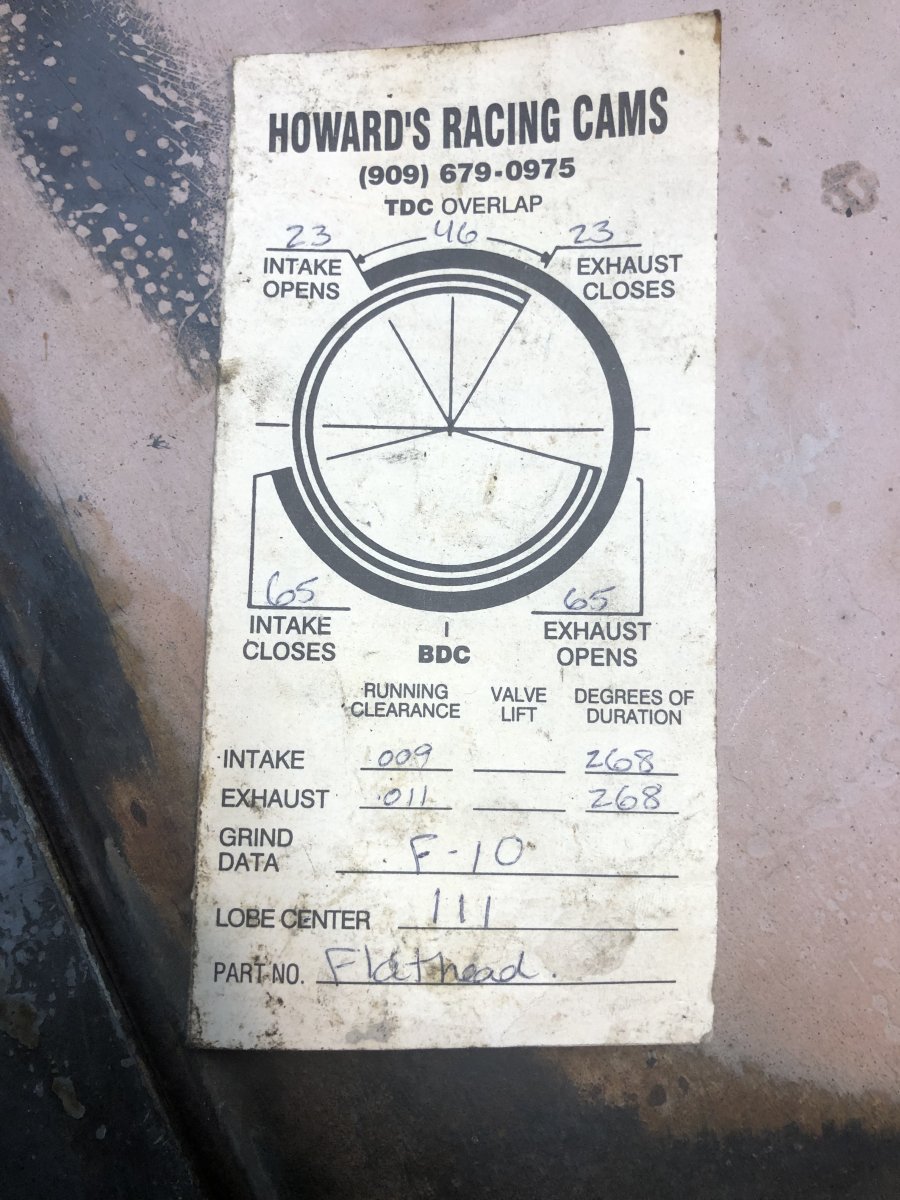 HOWARD'S RACING CAMS
(909) 679-0975
TDC OVERLAP
23 46 23
INTAKE OPENS
EXHAUST CLOSES
65 65
INTAKE CLOSES
BDC
EXHAUST OPENS
RUNNING CLEARANCE VALVE LIFT DEGREES OF DURATION
INTAKE .009 268
EXHAUST .011 268
GRIND DATA F-10
LOBE CENTER 111
PART NO. Flathead.